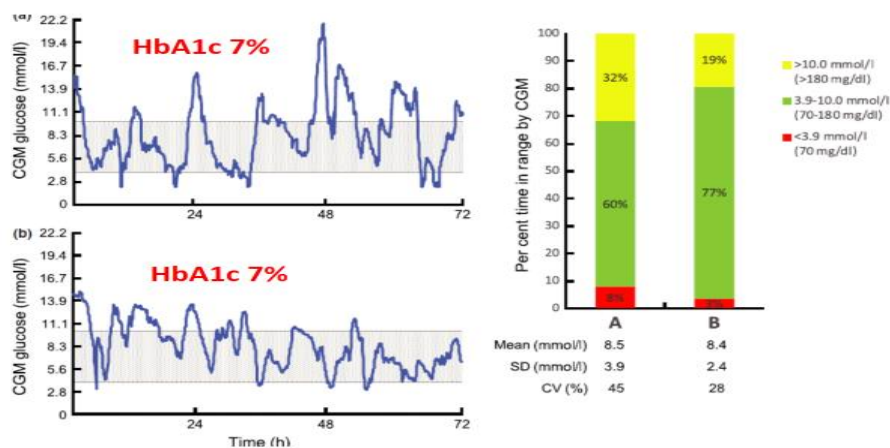 (a)
22.2
19.4
16.7
13.9
11.1
8.3
5.6
2.8
0
CGM glucose (mmol/l)
HbA1c 7%
24
48
72
(b)
22.2
19.4
16.7
13.9
11.1
8.3
5.6
2.8
0
CGM glucose (mmol/l)
HbA1c 7%
24
48
72
Time (h)
Per cent time in range by CGM
100
90
80
70
60
50
40
30
20
10
0
32%
60%
8%
19%
77%
A
B
Mean (mmol/l) 8.5 8.4
SD (mmol/l) 3.9 2.4
CV (%) 45 28
>10.0 mmol/l
(>180 mg/dl)
3.9-10.0 mmol/l
(70-180 mg/dl)
<3.9 mmol/l
(70 mg/dl)